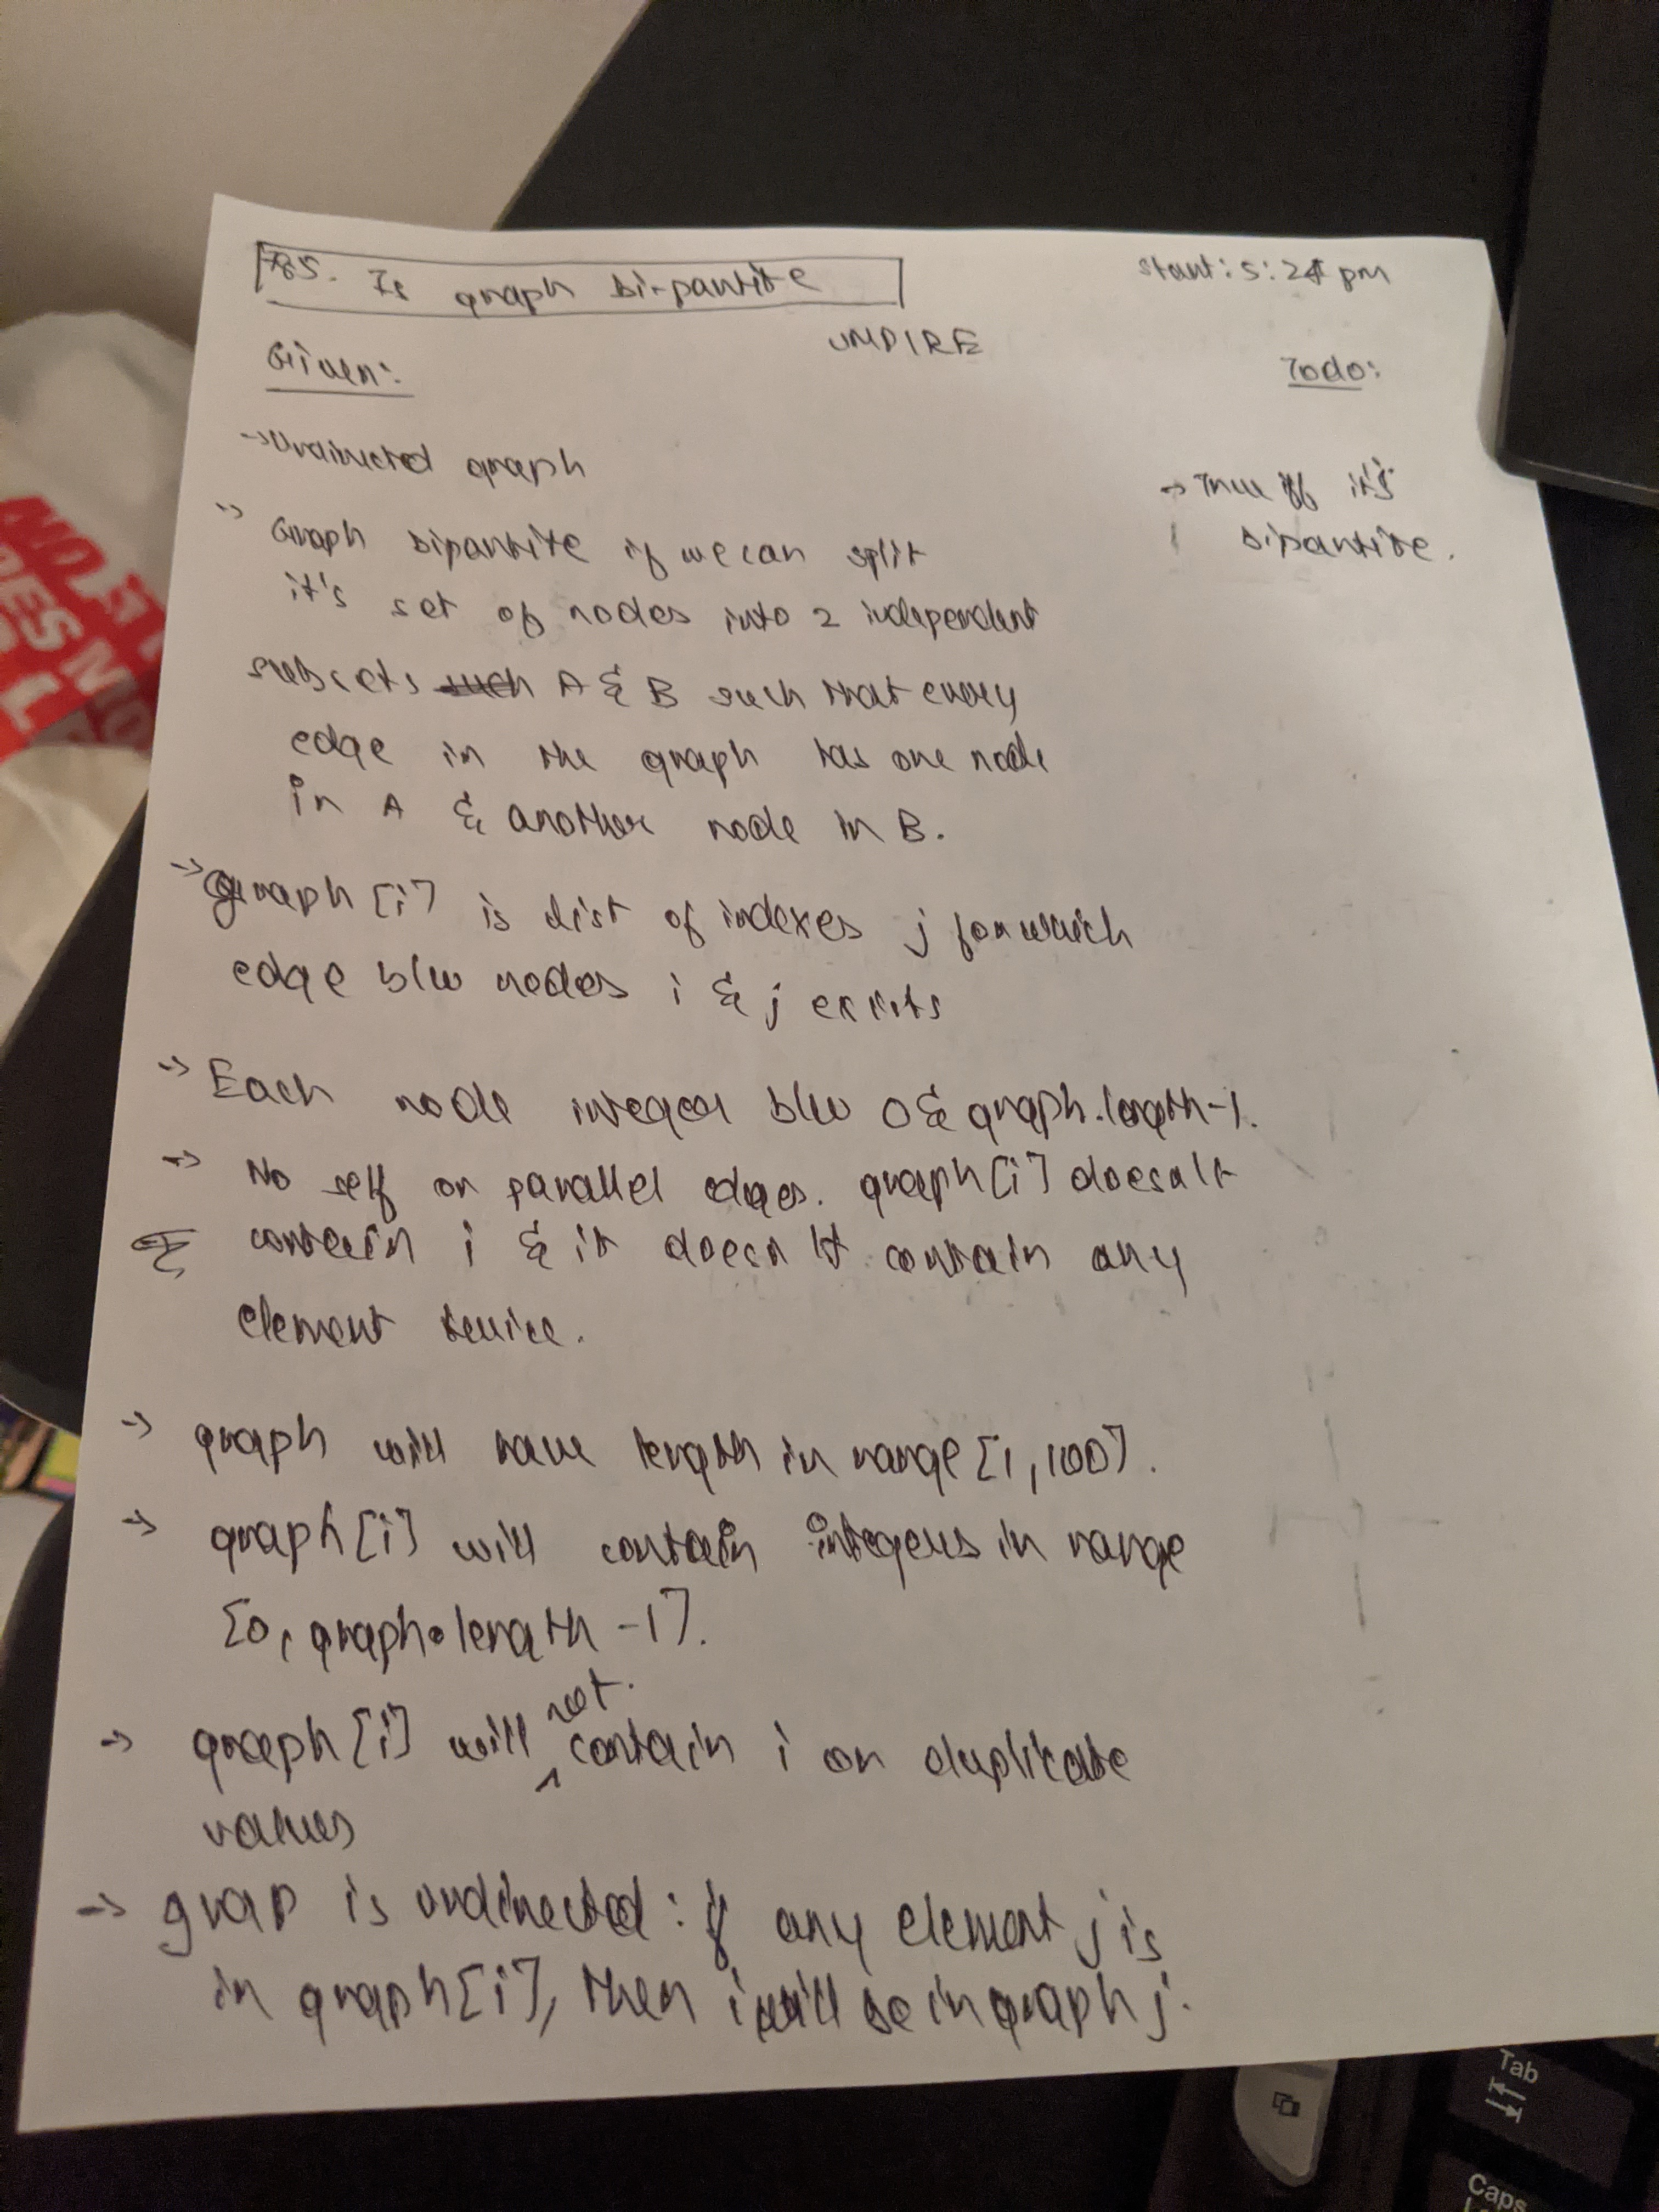 785. Is graph bi-partite
start: 5:24 pm
UMPIRE
Given:
Todo:
-> Undirected graph
-> True iff it's
bipartite.
-> Graph bipartite if we can split
it's set of nodes into 2 independent
subsets such A & B such that every
edge in the graph has one node
in A & another node in B.
-> graph[i] is list of indexes j for which
edge b/w nodes i & j exists
-> Each node integer b/w 0 & graph.length-1.
-> No self or parallel edges. graph[i] doesn't
contain i & it doesn't contain any
element twice.
-> graph will have length in range [1, 100].
-> graph[i] will contain integers in range
[0, graph.length -1].
-> graph[i] will not contain i or duplicate
values
-> grap is undirected: if any element j is
in graph[i], then i will be in graph j.
NO
Tab
Caps